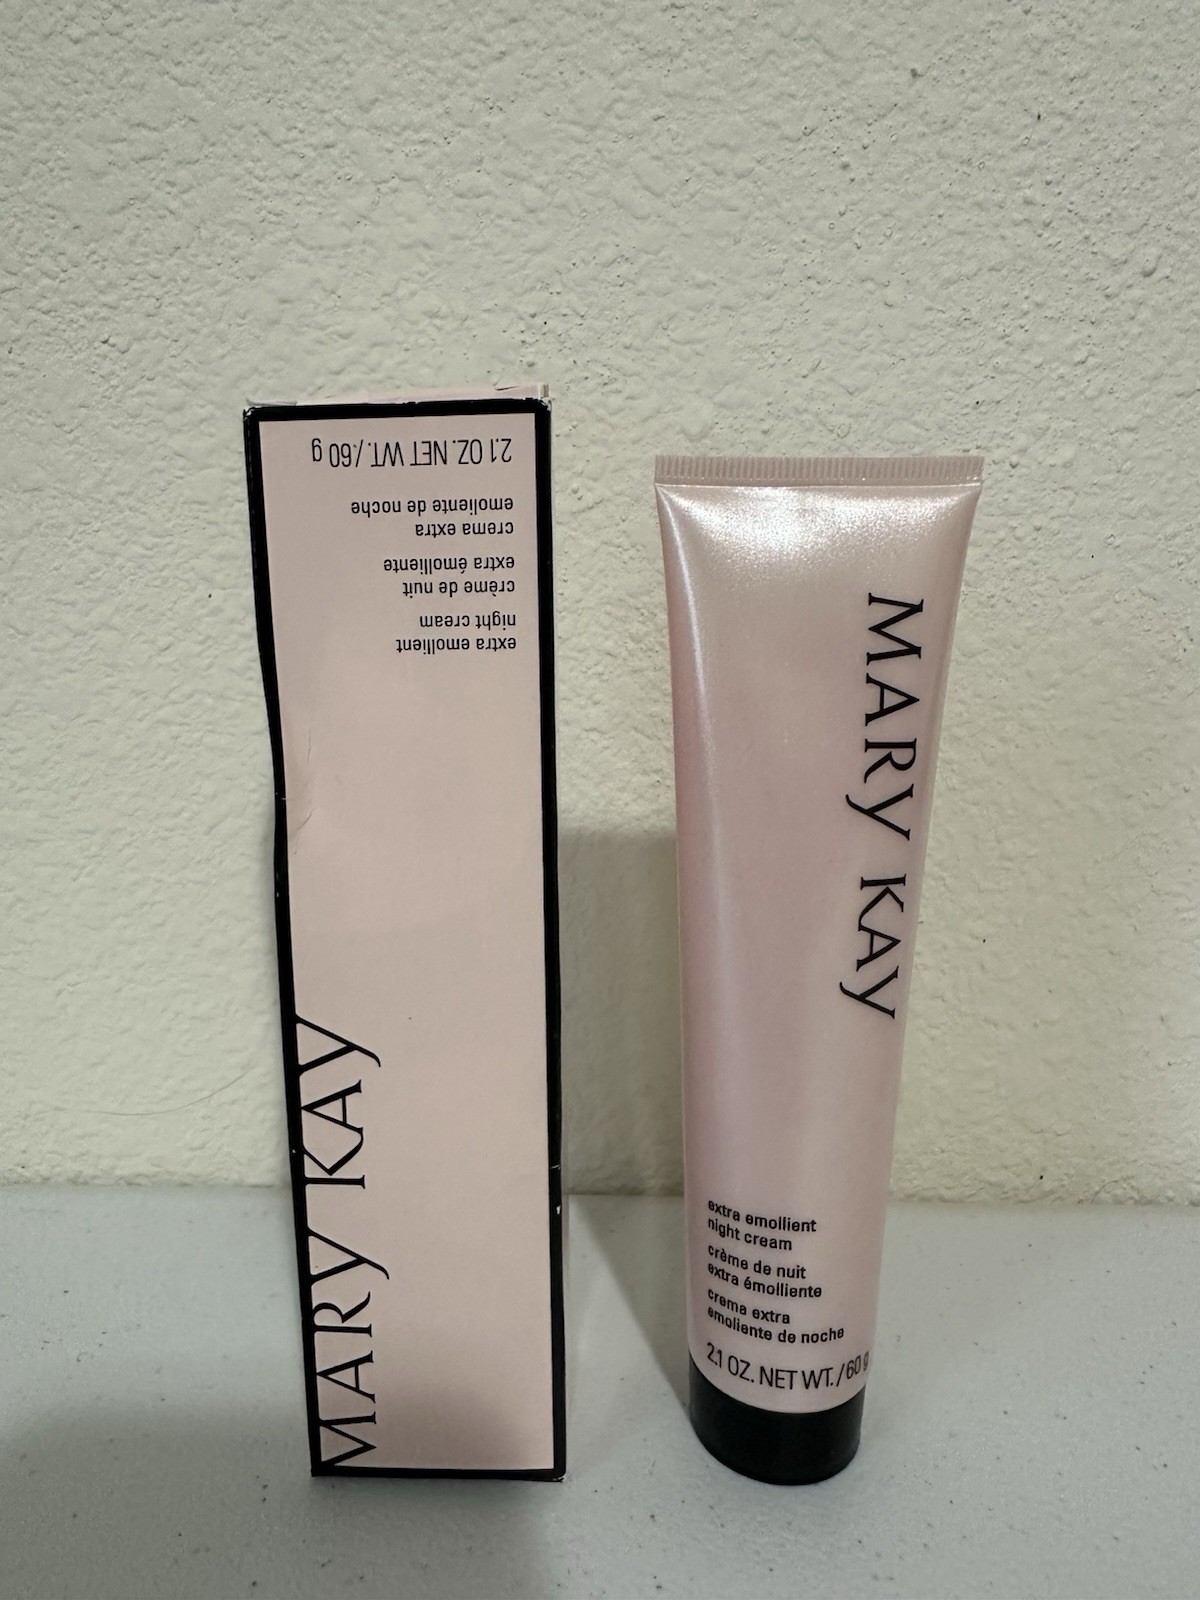 MARY KAY
extra emollient
night cream
crème de nuit
extra émolliente
crema extra
emoliente de noche
2.1 OZ. NET WT./60 g
MARY KAY
extra emollient
night cream
crème de nuit
extra émolliente
crema extra
emoliente de noche
2.1 OZ. NET WT./60 g